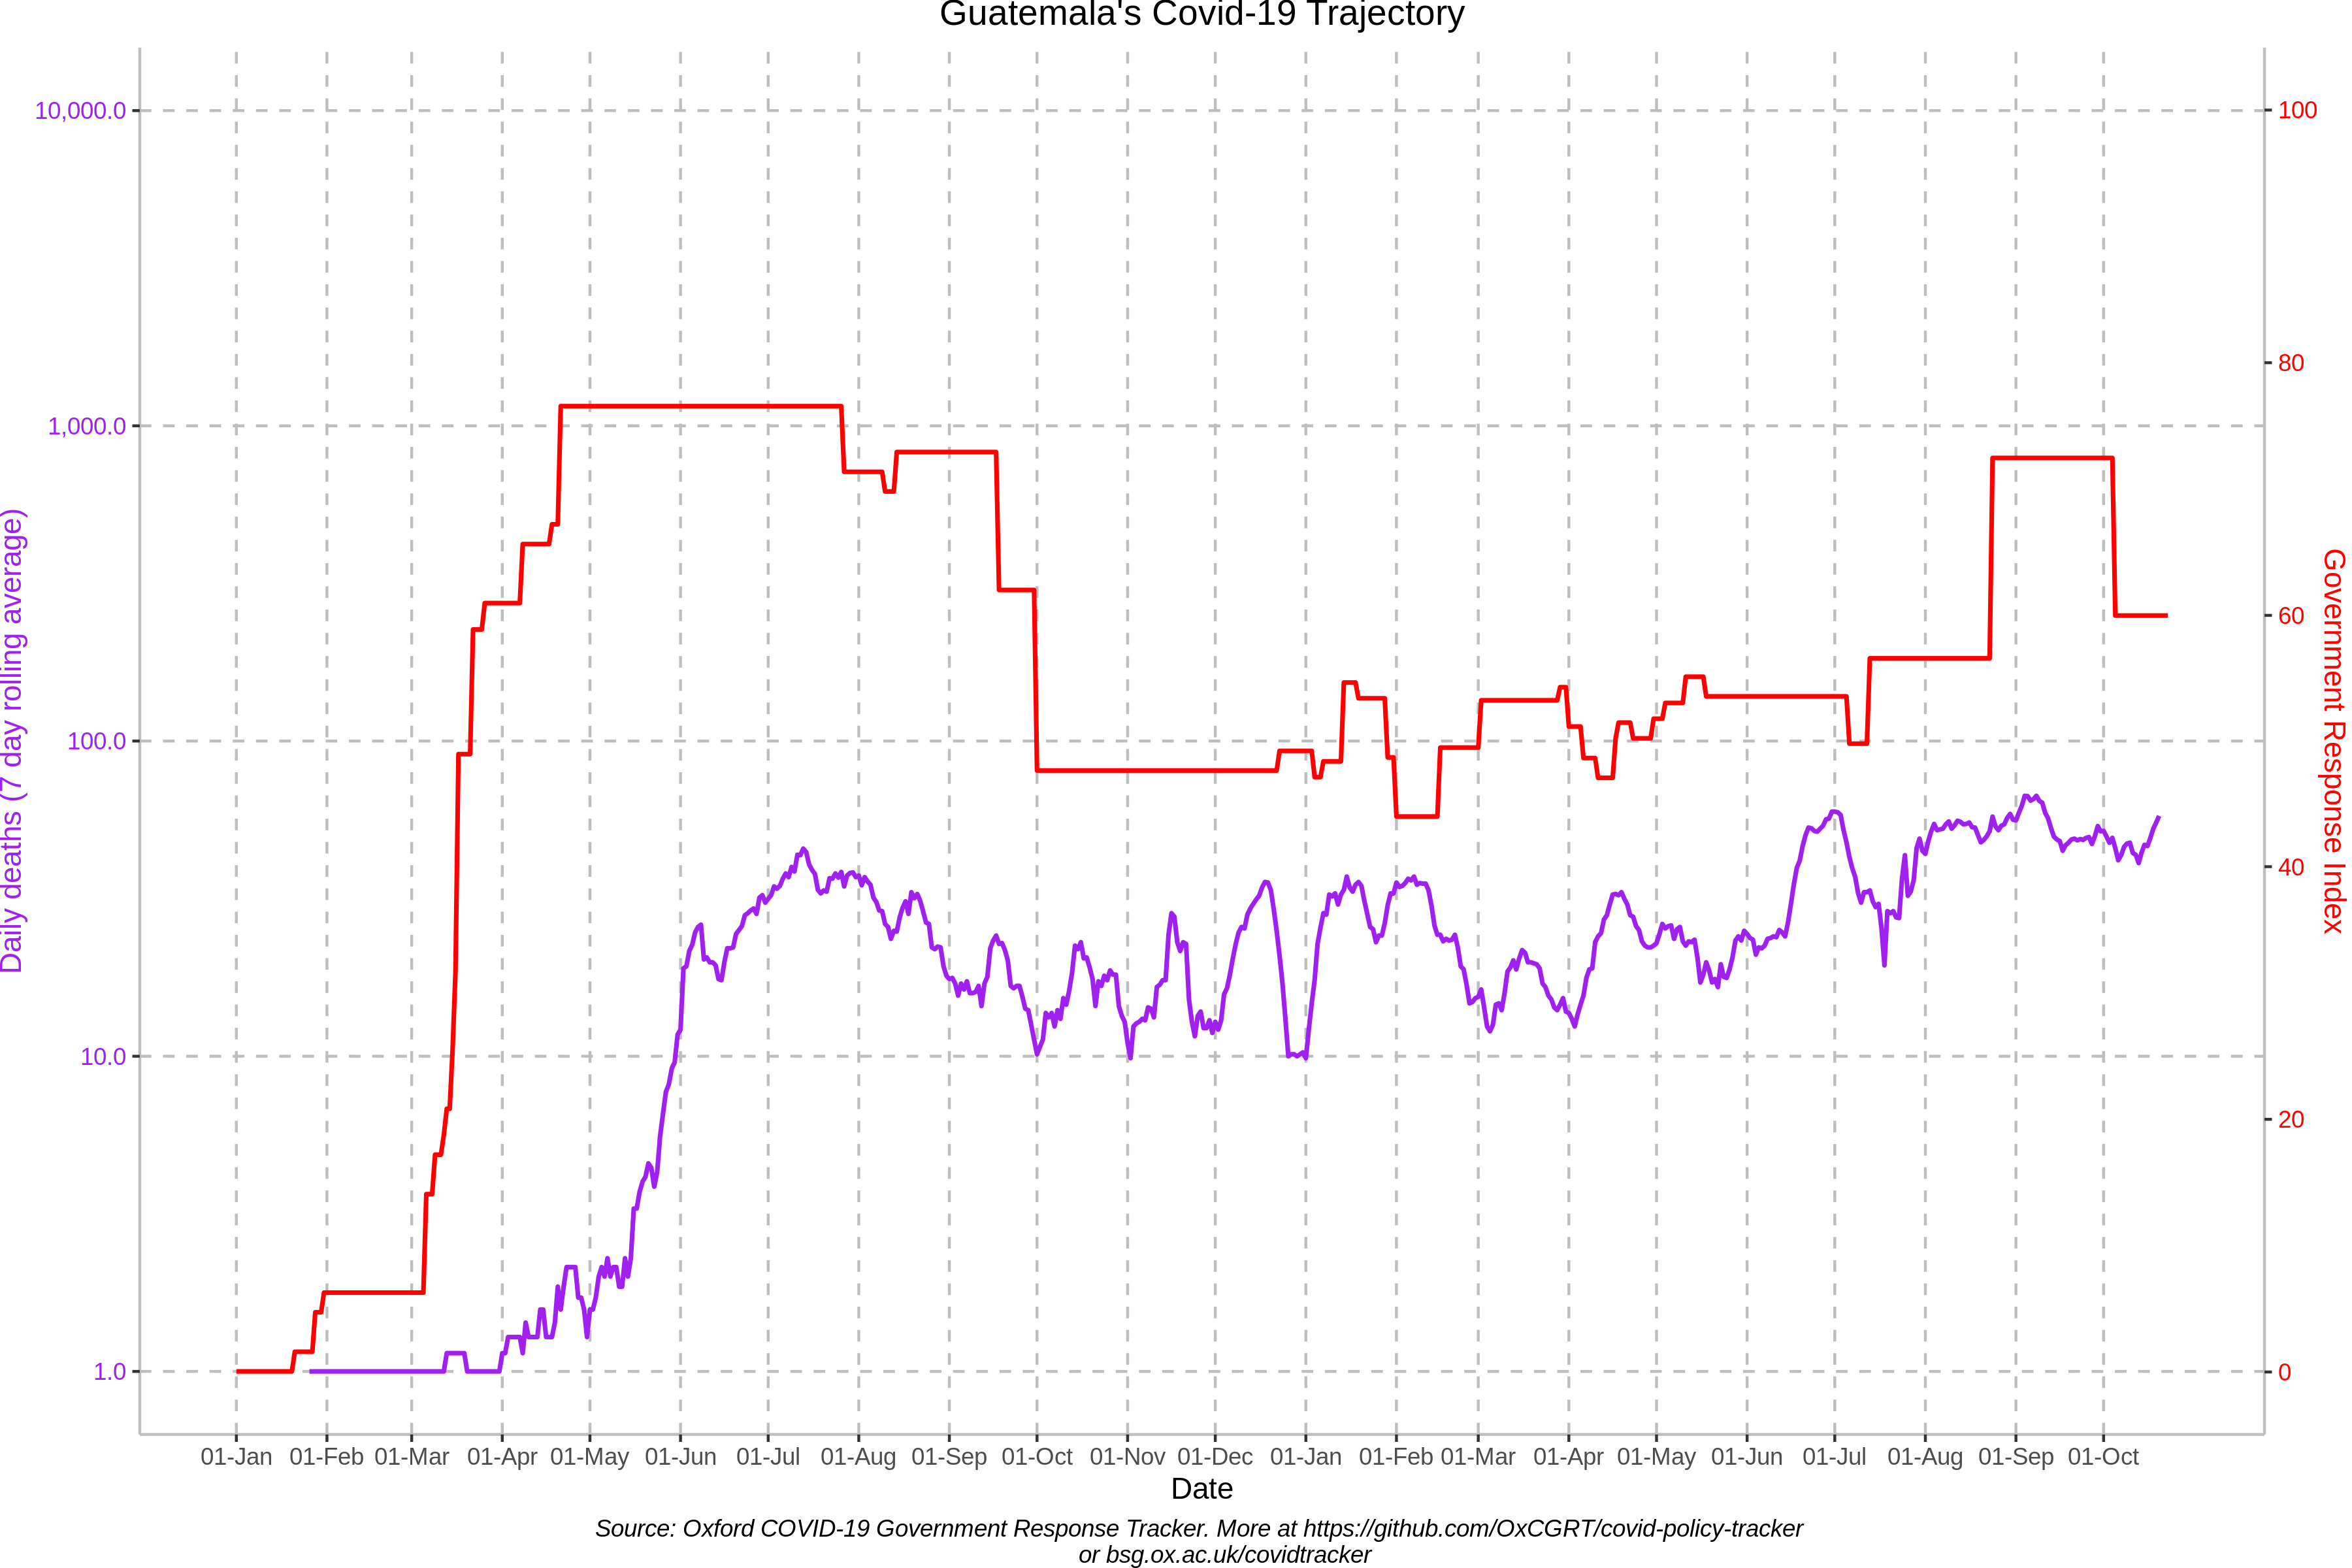 Guatemala's Covid-19 Trajectory
10,000.0
1,000.0
100.0
10.0
1.0
Daily deaths (7 day rolling average)
100
80
60
40
20
0
Government Response Index
01-Jan 01-Feb 01-Mar 01-Apr 01-May 01-Jun 01-Jul 01-Aug 01-Sep 01-Oct 01-Nov 01-Dec 01-Jan 01-Feb 01-Mar 01-Apr 01-May 01-Jun 01-Jul 01-Aug 01-Sep 01-Oct
Date
Source: Oxford COVID-19 Government Response Tracker. More at https://github.com/OxCGRT/covid-policy-tracker
or bsg.ox.ac.uk/covidtracker